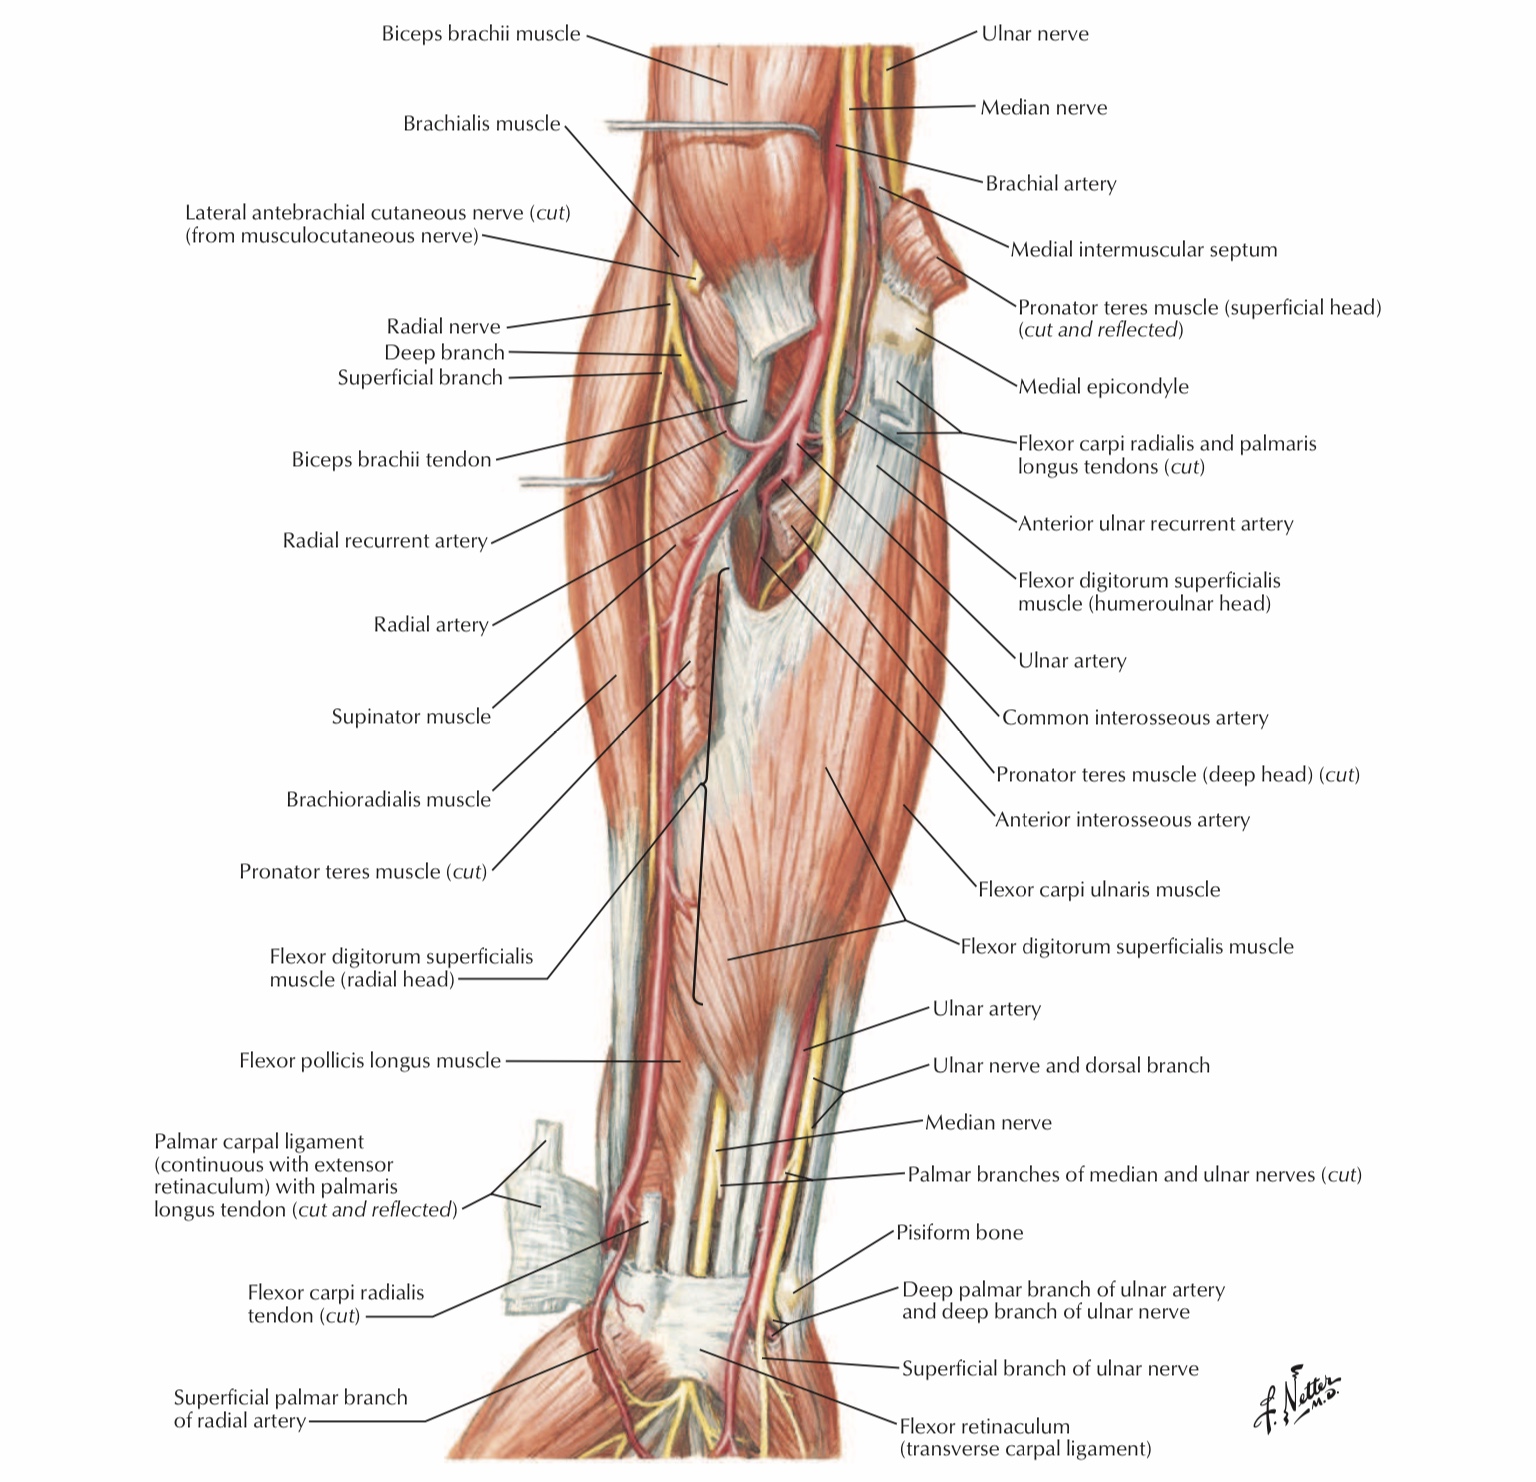 Biceps brachii muscle
Brachialis muscle
Lateral antebrachial cutaneous nerve (cut)
(from musculocutaneous nerve)
Radial nerve
Deep branch
Superficial branch
Biceps brachii tendon
Radial recurrent artery
Radial artery
Supinator muscle
Brachioradialis muscle
Pronator teres muscle (cut)
Flexor digitorum superficialis
muscle (radial head)
Flexor pollicis longus muscle
Palmar carpal ligament
(continuous with extensor
retinaculum) with palmaris
longus tendon (cut and reflected)
Flexor carpi radialis
tendon (cut)
Superficial palmar branch
of radial artery
Ulnar nerve
Median nerve
Brachial artery
Medial intermuscular septum
Pronator teres muscle (superficial head)
(cut and reflected)
Medial epicondyle
Flexor carpi radialis and palmaris
longus tendons (cut)
Anterior ulnar recurrent artery
Flexor digitorum superficialis
muscle (humeroulnar head)
Ulnar artery
Common interosseous artery
Pronator teres muscle (deep head) (cut)
Anterior interosseous artery
Flexor carpi ulnaris muscle
Flexor digitorum superficialis muscle
Ulnar artery
Ulnar nerve and dorsal branch
Median nerve
Palmar branches of median and ulnar nerves (cut)
Pisiform bone
Deep palmar branch of ulnar artery
and deep branch of ulnar nerve
Superficial branch of ulnar nerve
Flexor retinaculum
(transverse carpal ligament)
F. Netter
M.D.